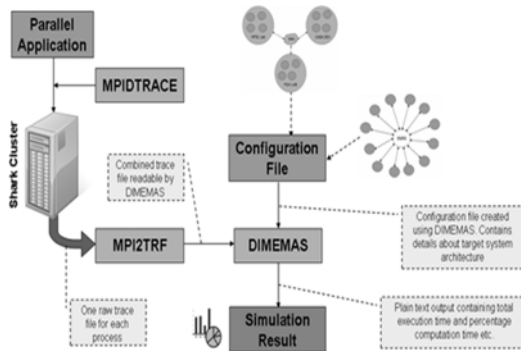 Parallel
Application
MPIDTRACE
Shark Cluster
Combined trace
file readable by
DIMEMAS
Configuration
File
MPI2TRF
DIMEMAS
Configuration file created
using DIMEMAS. Contains
details about target system
architecture
One raw trace
file for each
process
Simulation
Result
Plain text output containing total
execution time and percentage
computation time etc.